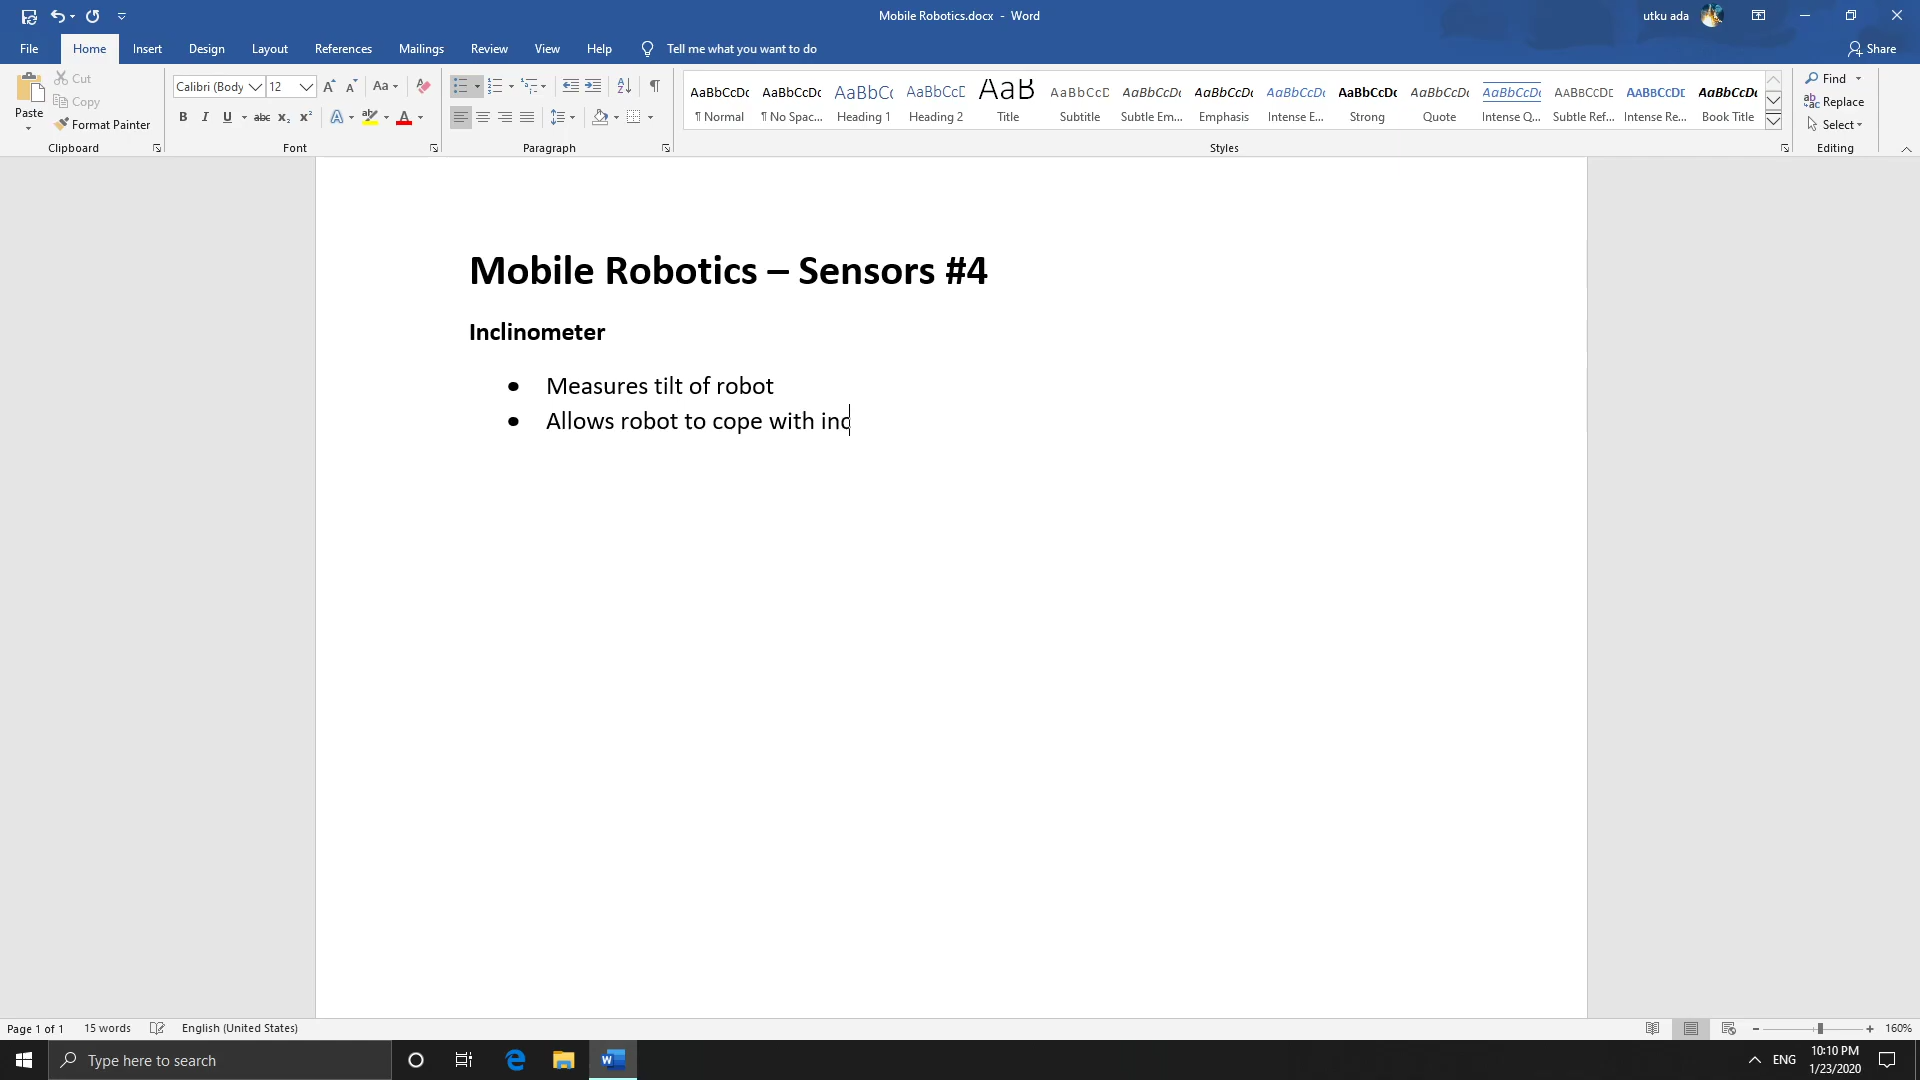 Mobile Robotics.docx - Word
utku ada
File Home Insert Design Layout References Mailings Review View Help Tell me what you want to do Share
Paste
Cut
Copy
Format Painter
Clipboard
Calibri (Body 12
Font
Paragraph
AaBbCcDc AaBbCcDc AaBbCc AaBbCcD AaB AaBbCcD AaBbCcDc AaBbCcDc AaBbCcDc AaBbCcDc AaBbCcDc AaBbCcDc AABBCCDE AABBCCDE AaBbCcDc
¶ Normal ¶ No Spac... Heading 1 Heading 2 Title Subtitle Subtle Em... Emphasis Intense E... Strong Quote Intense Q... Subtle Ref... Intense Re... Book Title
Styles
Find
Replace
Select
Editing
Mobile Robotics – Sensors #4
Inclinometer
• Measures tilt of robot
• Allows robot to cope with inc
Page 1 of 1 15 words English (United States) 160%
Type here to search
ENG
10:10 PM
1/23/2020